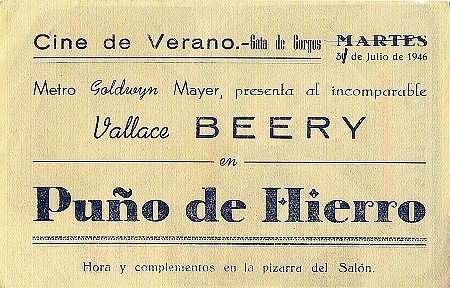 Cine de Verano.-Gata de Gorgos MARTES
31 de Julio de 1946
Metro Goldwyn Mayer, presenta al incomparable
Vallace BEERY
en
Puño de Hierro
Hora y complementos en la pizarra del Salón.